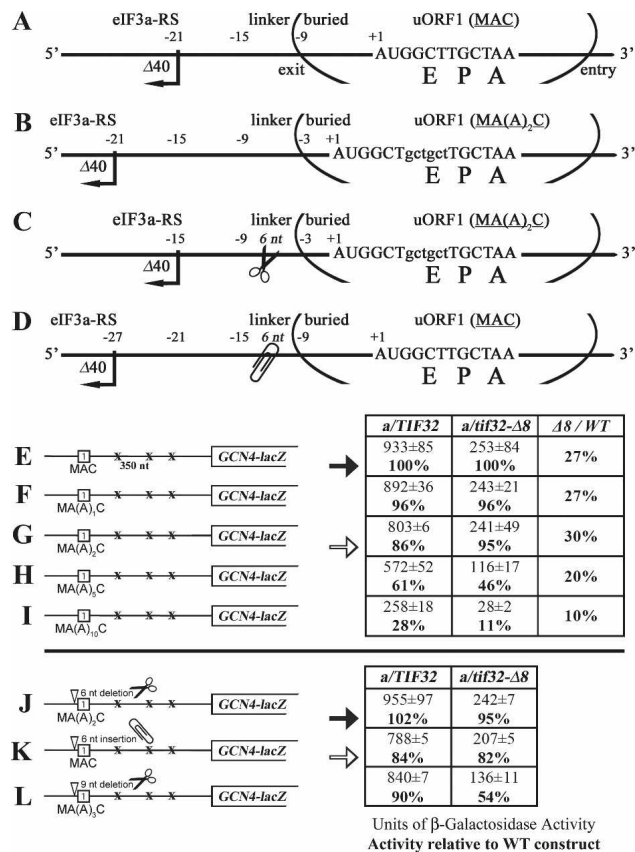 A
eIF3a-RS linker buried uORF1 (MAC)
-21 -15 -9 +1
5’ AUGGCTTGCTAA 3’
Δ40 exit E P A entry
B
eIF3a-RS linker buried uORF1 (MA(A)2C)
-21 -15 -9 -3 +1
5’ AUGGCTgctgctTGCTAA 3’
Δ40 E P A
C
eIF3a-RS linker buried uORF1 (MA(A)2C)
-15 -9 6 nt -3 +1
5’ AUGGCTgctgctTGCTAA 3’
Δ40 E P A
D
eIF3a-RS linker buried uORF1 (MAC)
-27 -21 -15 6 nt -9 +1
5’ AUGGCTTGCTAA 3’
Δ40 E P A
a/TIF32 a/tif32-Δ8 Δ8 / WT
E 1 x x x GCN4-lacZ 933±85 253±84 27%
MAC 350 nt 100% 100%
F 1 x x x GCN4-lacZ 892±36 243±21 27%
MA(A)1C 96% 96%
G 1 x x x GCN4-lacZ 803±6 241±49 30%
MA(A)2C 86% 95%
H 1 x x x GCN4-lacZ 572±52 116±17 20%
MA(A)5C 61% 46%
I 1 x x x GCN4-lacZ 258±18 28±2 10%
MA(A)10C 28% 11%
a/TIF32 a/tif32-Δ8
6 nt deletion
J 1 x x x GCN4-lacZ 955±97 242±7
MA(A)2C 102% 95%
6 nt insertion
K 1 x x x GCN4-lacZ 788±5 207±5
MAC 84% 82%
9 nt deletion
L 1 x x x GCN4-lacZ 840±7 136±11
MA(A)3C 90% 54%
Units of β-Galactosidase Activity
Activity relative to WT construct